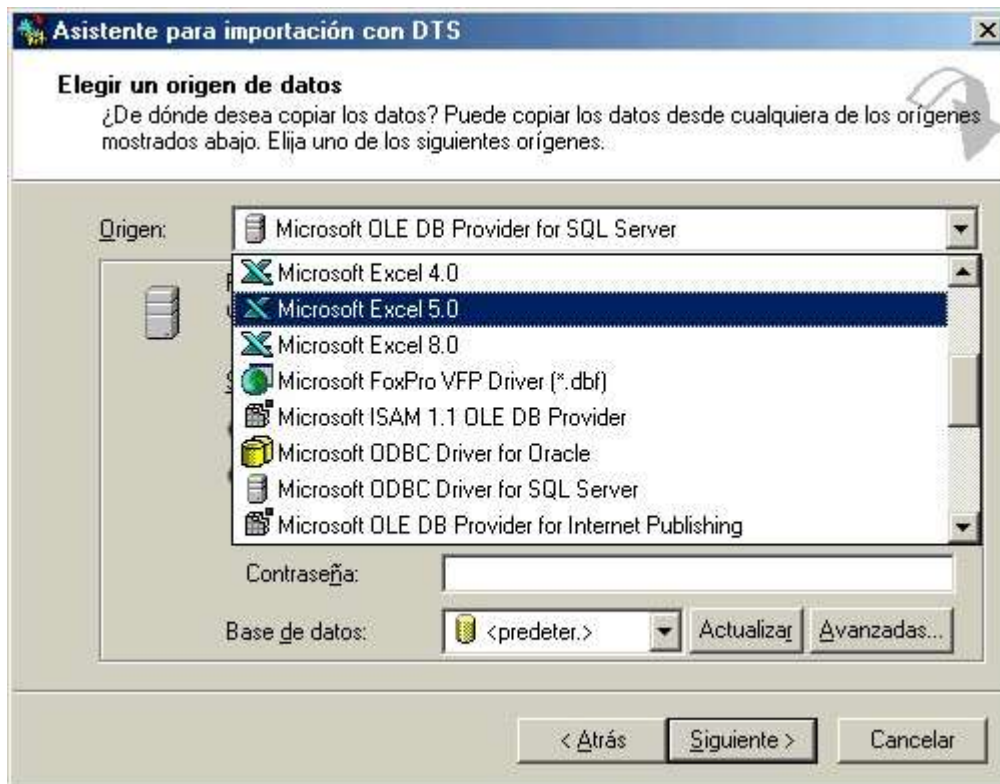 Asistente para importación con DTS
Elegir un origen de datos
¿De dónde desea copiar los datos? Puede copiar los datos desde cualquiera de los orígenes
mostrados abajo. Elija uno de los siguientes orígenes.
Origen: Microsoft OLE DB Provider for SQL Server
Microsoft Excel 4.0
Microsoft Excel 5.0
Microsoft Excel 8.0
Microsoft FoxPro VFP Driver (*.dbf)
Microsoft ISAM 1.1 OLE DB Provider
Microsoft ODBC Driver for Oracle
Microsoft ODBC Driver for SQL Server
Microsoft OLE DB Provider for Internet Publishing
Contraseña:
Base de datos: <predeter.> Actualizar Avanzadas...
< Atrás Siguiente > Cancelar